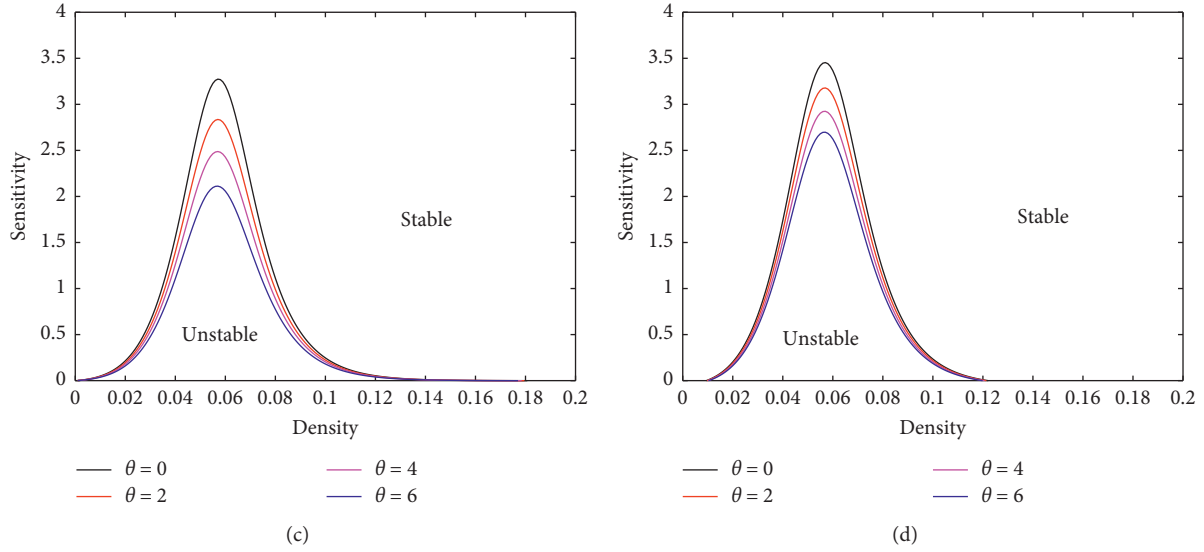 4
3.5
3
2.5
2
1.5
1
0.5
0
Sensitivity
Stable
Unstable
0 0.02 0.04 0.06 0.08 0.1 0.12 0.14 0.16 0.18 0.2
Density
θ = 0
θ = 2
θ = 4
θ = 6
(c)
4
3.5
3
2.5
2
1.5
1
0.5
0
Sensitivity
Stable
Unstable
0 0.02 0.04 0.06 0.08 0.1 0.12 0.14 0.16 0.18 0.2
Density
θ = 0
θ = 2
θ = 4
θ = 6
(d)